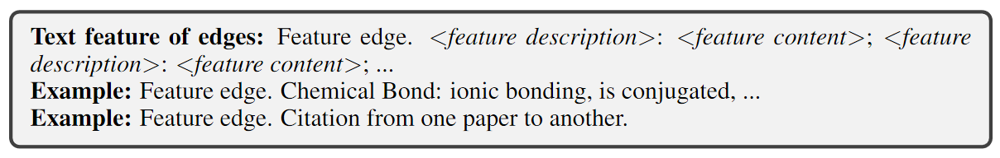 Text feature of edges: Feature edge. <feature description>: <feature content>; <feature
description>: <feature content>; ...
Example: Feature edge. Chemical Bond: ionic bonding, is conjugated, ...
Example: Feature edge. Citation from one paper to another.